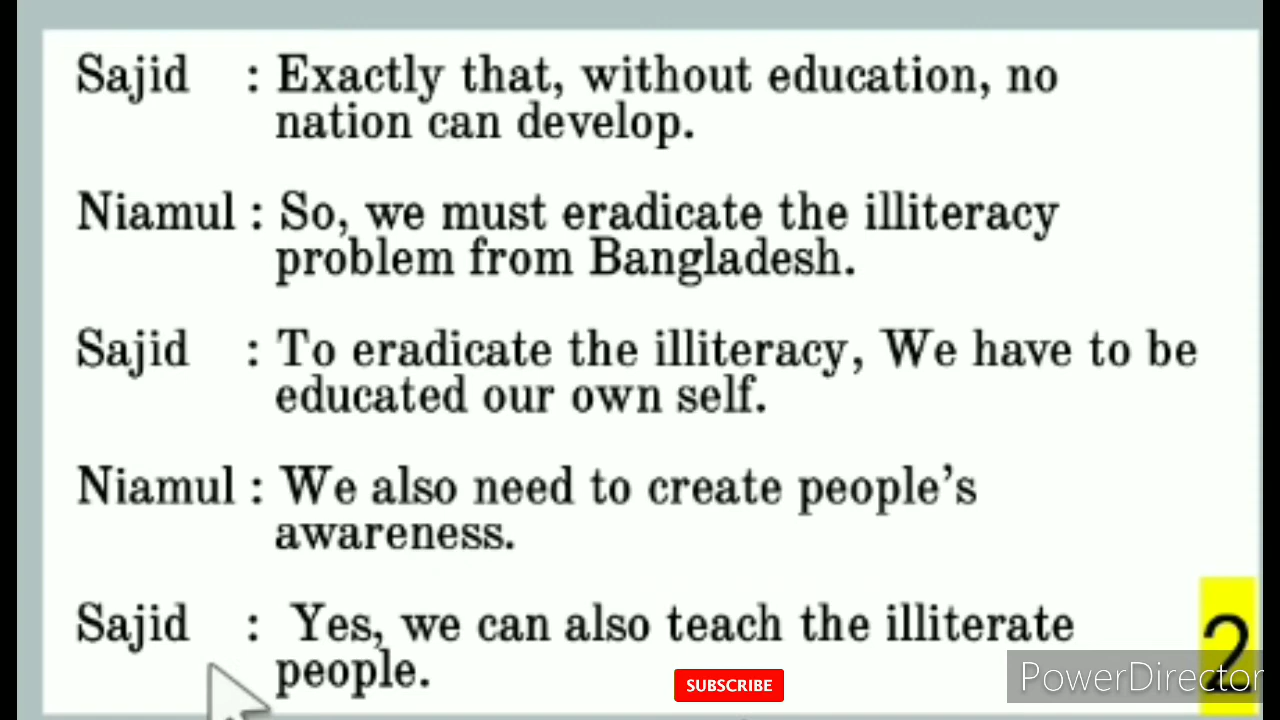 Sajid : Exactly that, without education, no
nation can develop.
Niamul : So, we must eradicate the illiteracy
problem from Bangladesh.
Sajid : To eradicate the illiteracy, We have to be
educated our own self.
Niamul : We also need to create people's
awareness.
Sajid : Yes, we can also teach the illiterate
people.
2
SUBSCRIBE
PowerDirector